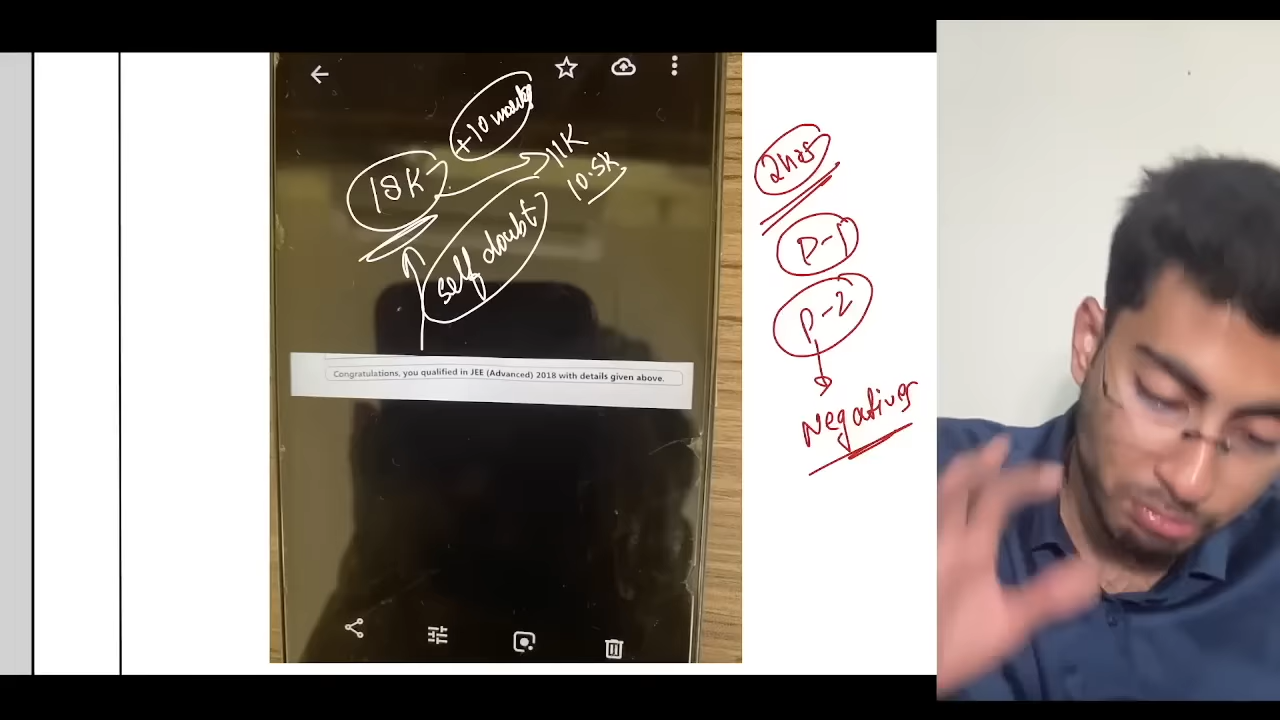 +10 marks
18K
11K
10.5K
self doubt
Congratulations, you qualified in JEE (Advanced) 2018 with details given above.
2hrs
P-1
P-2
Negatives